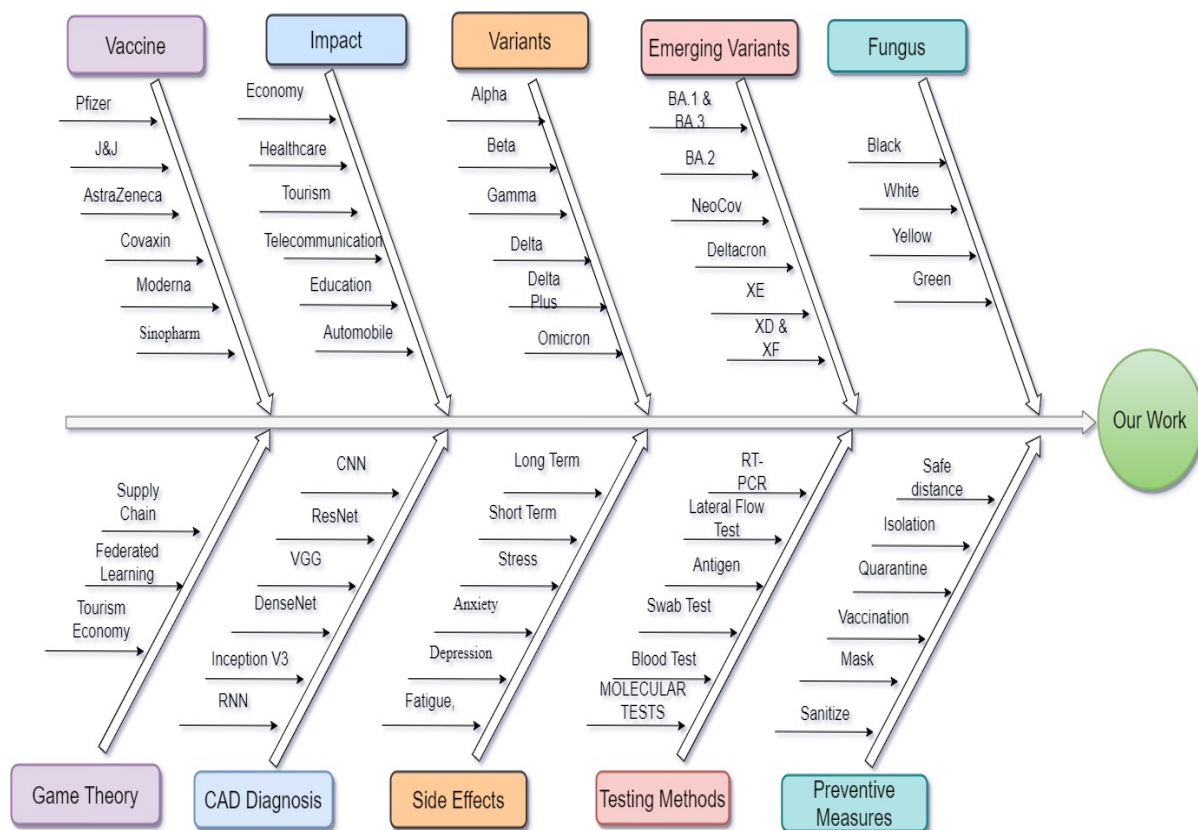 Vaccine
Impact
Variants
Emerging Variants
Fungus
Pfizer
J&J
AstraZeneca
Covaxin
Moderna
Sinopharm
Economy
Healthcare
Tourism
Telecommunication
Education
Automobile
Alpha
Beta
Gamma
Delta
Delta
Plus
Omicron
BA.1 &
BA.3
BA.2
NeoCov
Deltacron
XE
XD &
XF
Black
White
Yellow
Green
Our Work
Supply
Chain
Federated
Learning
Tourism
Economy
CNN
ResNet
VGG
DenseNet
Inception V3
RNN
Long Term
Short Term
Stress
Anxiety
Depression
Fatigue,
RT-
PCR
Lateral Flow
Test
Antigen
Swab Test
Blood Test
MOLECULAR
TESTS
Safe
distance
Isolation
Quarantine
Vaccination
Mask
Sanitize
Game Theory
CAD Diagnosis
Side Effects
Testing Methods
Preventive
Measures